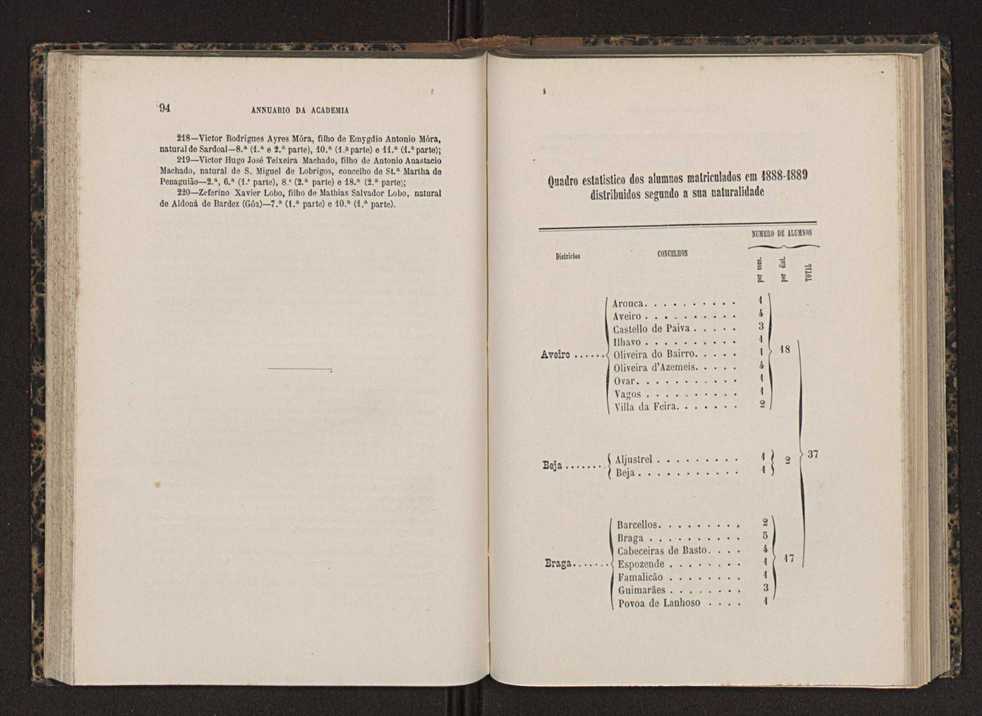 94
ANNUARIO DA ACADEMIA
218—Victor Rodrigues Ayres Móra, filho de Emygdio Antonio Móra,
natural de Sardoal—8.ª (1.ª e 2.ª parte), 10.ª (1.ª parte) e 11.ª (1.ª parte);
219—Victor Hugo José Teixeira Machado, filho de Antonio Anastacio
Machado, natural de S. Miguel de Lobrigos, concelho de St.ª Martha de
Penaguião—2.ª, 6.ª (1.ª parte), 8.ª (2.ª parte) e 18.ª (2.ª parte);
220—Zeferino Xavier Lobo, filho de Mathias Salvador Lobo, natural
de Aldoná de Bardez (Gôa)—7.ª (1.ª parte) e 10.ª (1.ª parte).
Quadro estatistico dos alumnos matriculados em 1888-1889
distribuidos segundo a sua naturalidade
NUMERO DE ALUMNOS
Districtos CONCELHOS per conc. per dist. TOTAL
Arouca. . . . . . . . . . 1
Aveiro . . . . . . . . . . 4
Castello de Paiva . . . . . 3
Ilhavo . . . . . . . . . . 1
Aveiro ...... Oliveira do Bairro. . . . . 1 18
Oliveira d'Azemeis. . . . . 4
Ovar. . . . . . . . . . . 1
Vagos . . . . . . . . . . 1
Villa da Feira. . . . . . . 2
Aljustrel . . . . . . . . . 1
Beja ....... 2 37
Beja . . . . . . . . . . . 1
Barcellos. . . . . . . . . 2
Braga . . . . . . . . . . 5
Cabeceiras de Basto. . . . 4
Braga....... Espozende . . . . . . . . 1 17
Famalicão . . . . . . . . 1
Guimarães . . . . . . . . 3
Povoa de Lanhoso . . . . 1